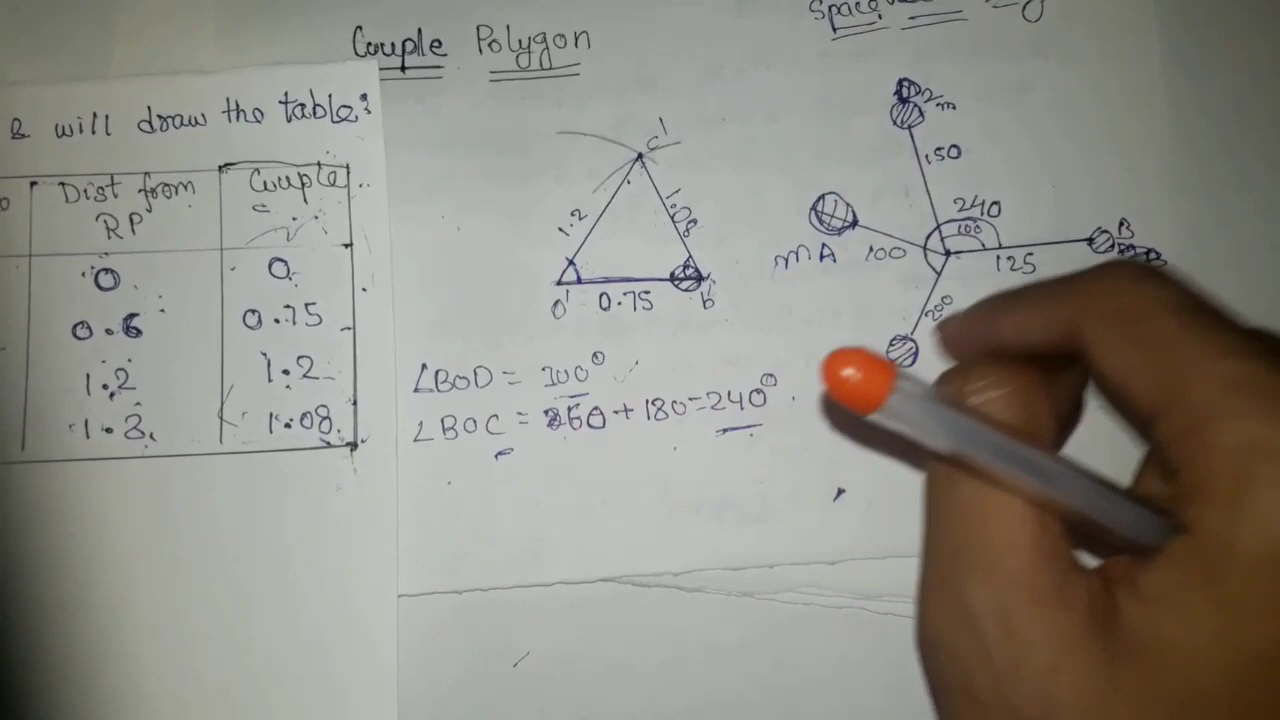 Couple Polygon
Space
& will draw the table:
Dist from RP
Couple
0 0
0.6 0.75
1.2 1.2
1.8 1.08
c'
1.2
1.08
o' 0.75 b'
∠BOD = 100°
∠BOC = 260 + 180 = 240°
m
150
240
100
B
mA 100
125
200